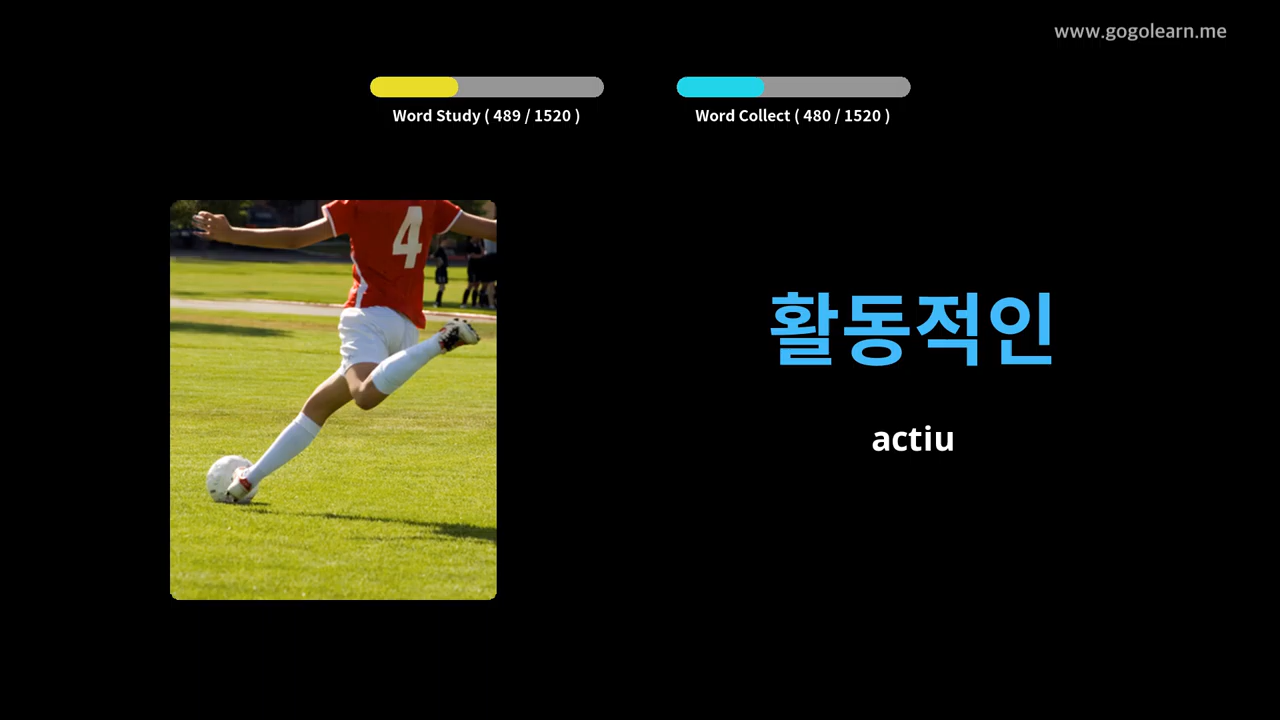 www.gogolearn.me
Word Study ( 489 / 1520 )
Word Collect ( 480 / 1520 )
4
활동적인
actiu